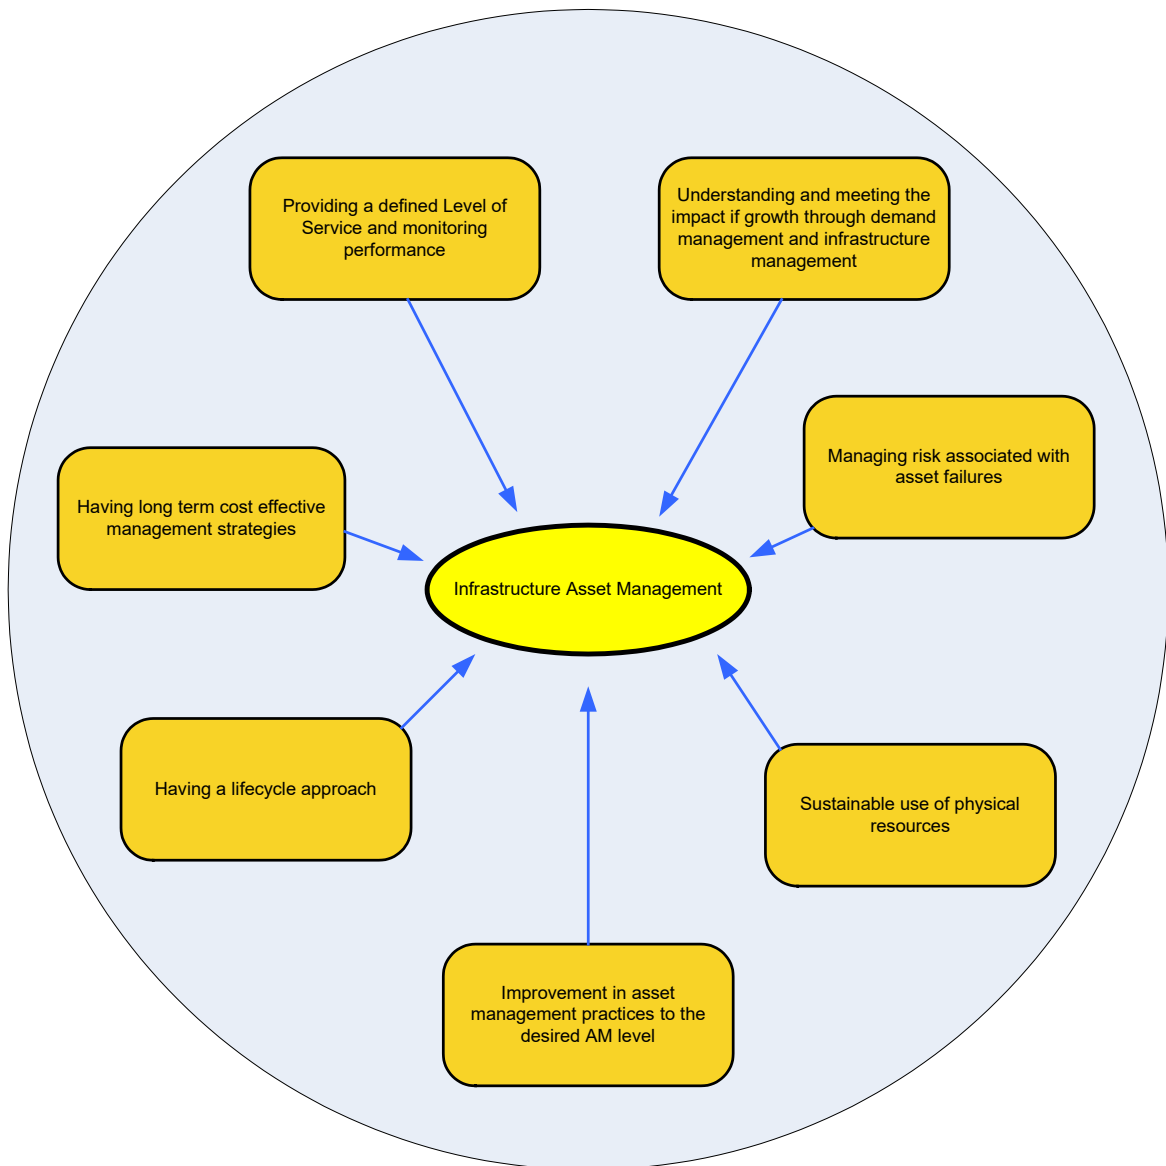 Providing a defined Level of
Service and monitoring
performance
Understanding and meeting the
impact if growth through demand
management and infrastructure
management
Managing risk associated with
asset failures
Having long term cost effective
management strategies
Infrastructure Asset Management
Having a lifecycle approach
Sustainable use of physical
resources
Improvement in asset
management practices to the
desired AM level